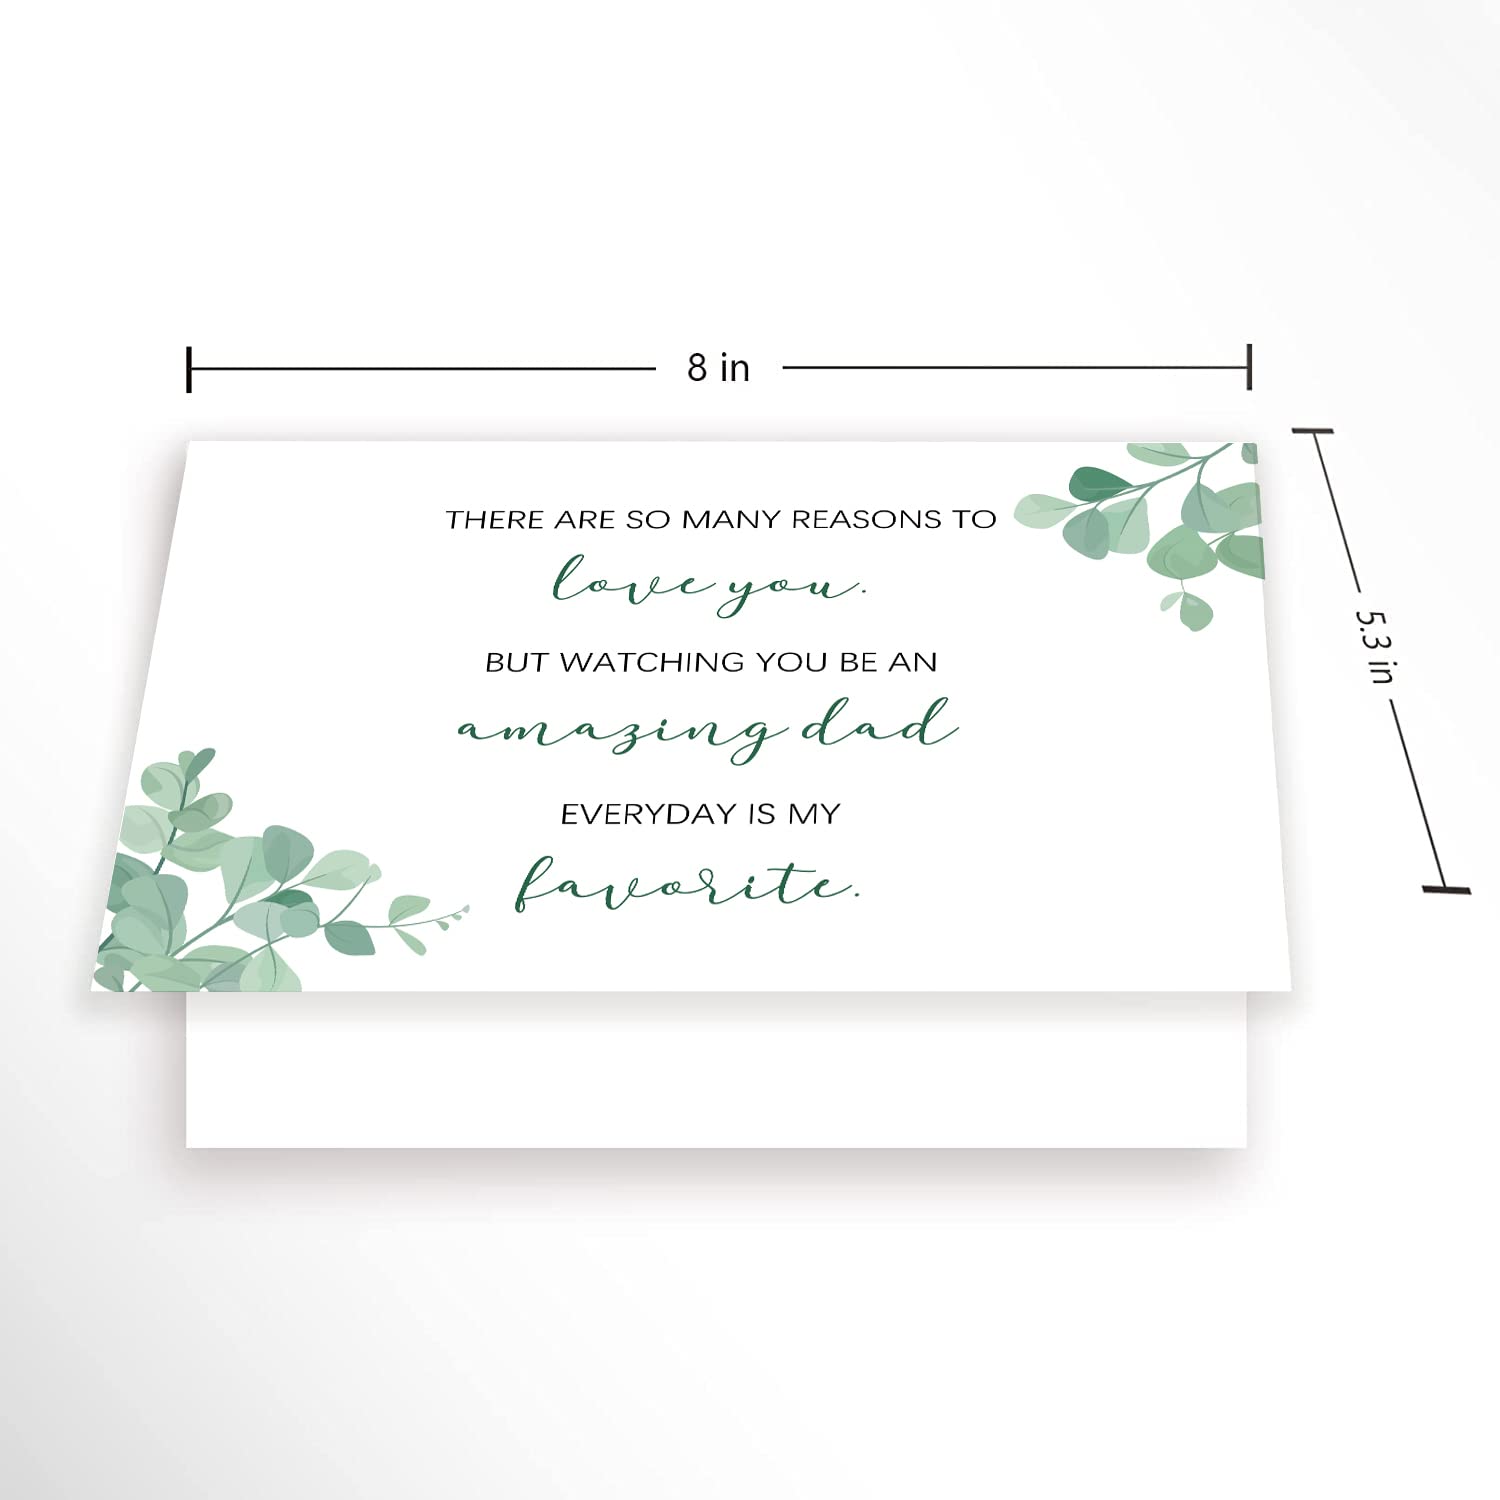 8 in
THERE ARE SO MANY REASONS TO
love you.
BUT WATCHING YOU BE AN
amazing dad
EVERYDAY IS MY
favorite.
5.3 in